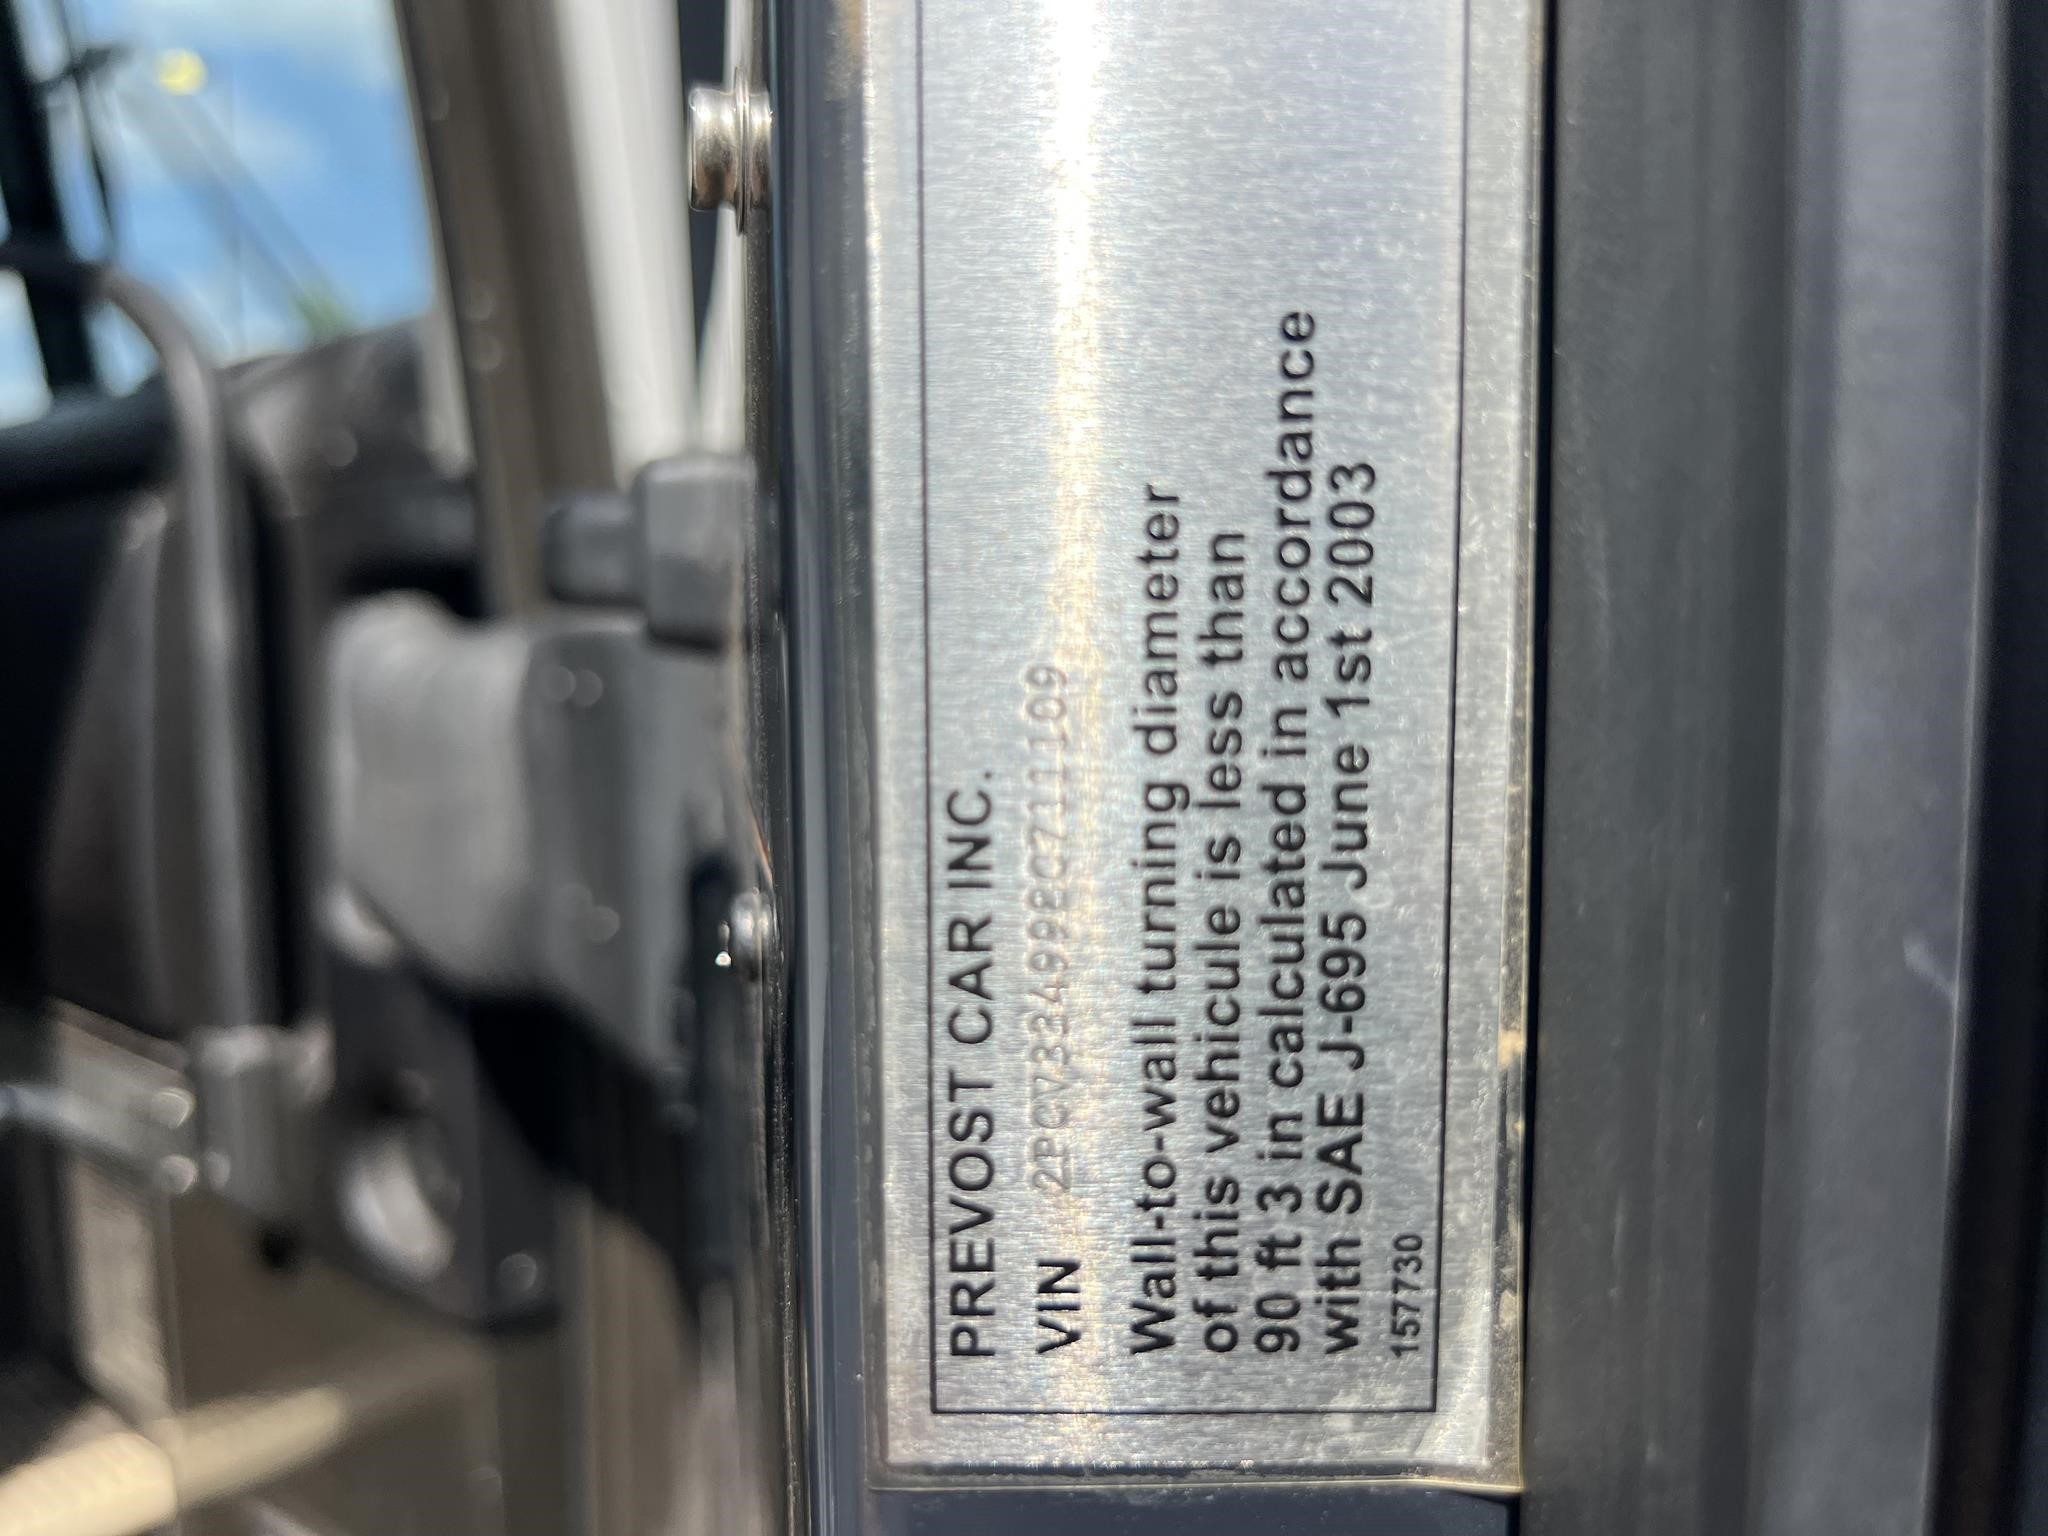 PREVOST CAR INC.
VIN 2PCV334998C711109
Wall-to-wall turning diameter
of this vehicule is less than
90 ft 3 in calculated in accordance
with SAE J-695 June 1st 2003
157730